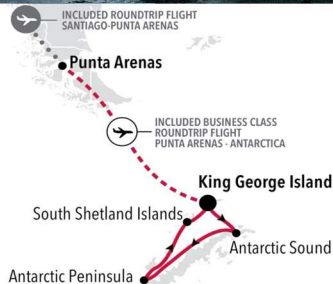 INCLUDED ROUNDTRIP FLIGHT
SANTIAGO-PUNTA ARENAS
Punta Arenas
INCLUDED BUSINESS CLASS
ROUNDTRIP FLIGHT
PUNTA ARENAS - ANTARCTICA
King George Island
South Shetland Islands
Antarctic Sound
Antarctic Peninsula